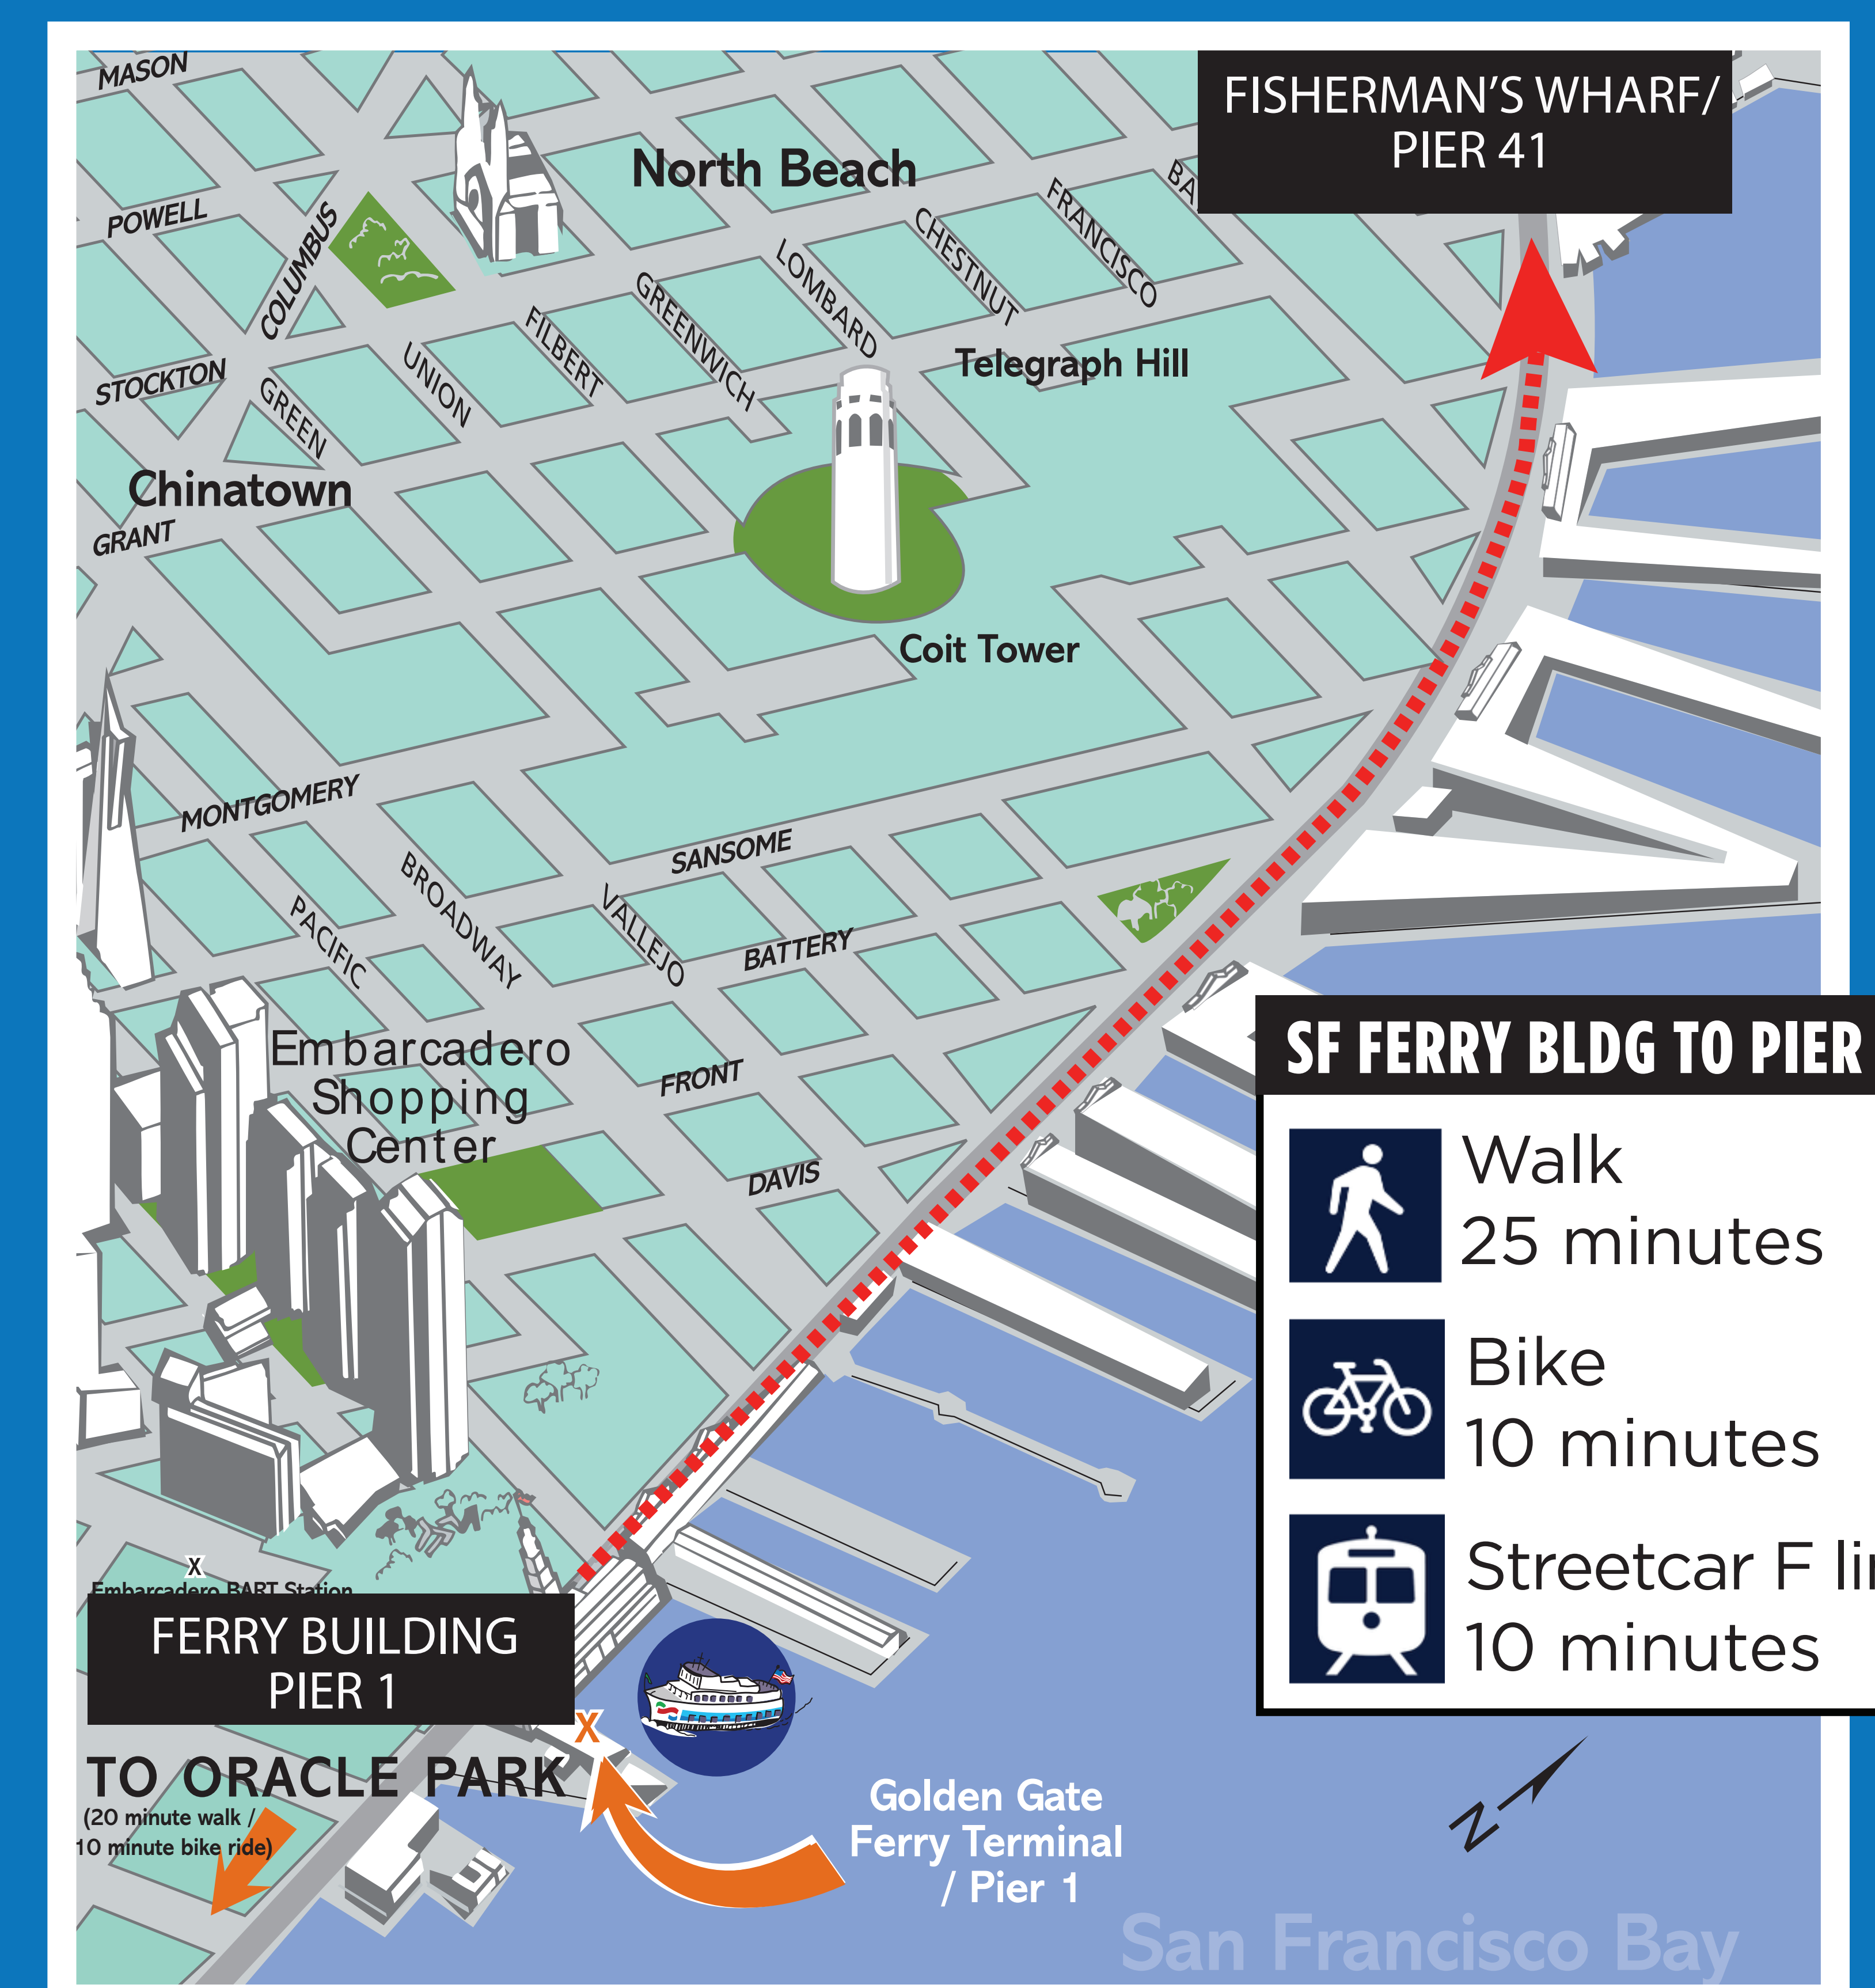 MASON
FISHERMAN'S WHARF/
PIER 41
North Beach
POWELL
COLUMBUS
FRANCISCO
CHESTNUT
LOMBARD
GREENWICH
FILBERT
UNION
GREEN
STOCKTON
Telegraph Hill
Chinatown
GRANT
Coit Tower
MONTGOMERY
SANSOME
BROADWAY
PACIFIC
VALLEJO
BATTERY
Embarcadero
Shopping
Center
FRONT
DAVIS
SF FERRY BLDG TO PIER
Walk
25 minutes
Bike
10 minutes
Streetcar F
10 minutes
X
Embarcadero BART Station
FERRY BUILDING
PIER 1
X
TO ORACLE PARK
(20 minute walk /
10 minute bike ride)
Golden Gate
Ferry Terminal
/ Pier 1
N
San Francisco Bay